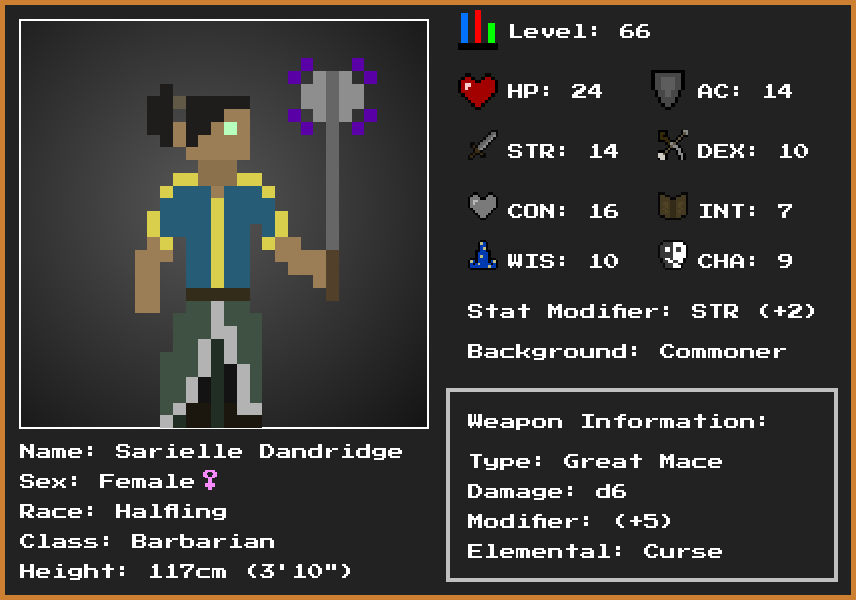 Level: 66
HP: 24
AC: 14
STR: 14
DEX: 10
CON: 16
INT: 7
WIS: 10
CHA: 9
Stat Modifier: STR (+2)
Background: Commoner
Weapon Information:
Type: Great Mace
Damage: d6
Modifier: (+5)
Elemental: Curse
Name: Sarielle Dandridge
Sex: Female♀
Race: Halfling
Class: Barbarian
Height: 117cm (3'10")